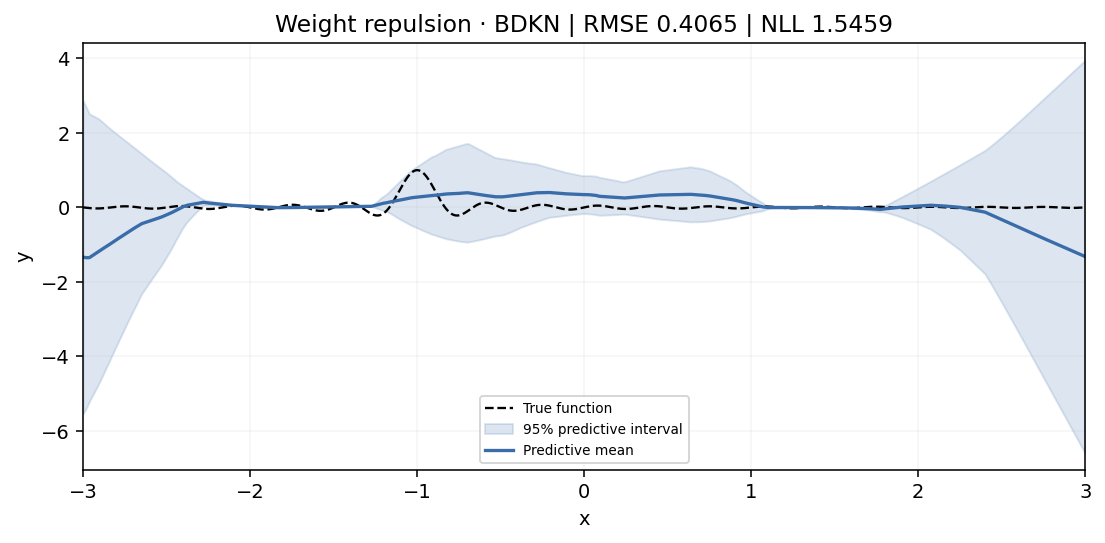 Weight repulsion · BDKN | RMSE 0.4065 | NLL 1.5459
4
2
0
−2
−4
−6
y
True function
95% predictive interval
Predictive mean
−3 −2 −1 0 1 2 3
x